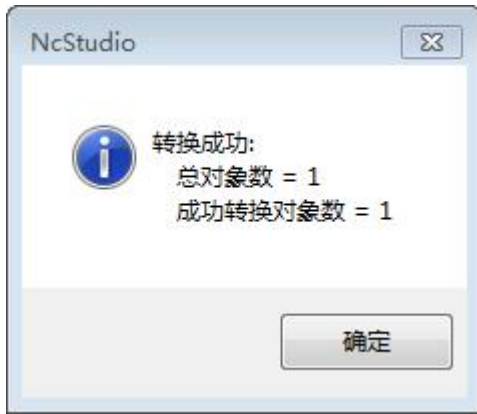 NcStudio
转换成功:
总对象数 = 1
成功转换对象数 = 1
确定